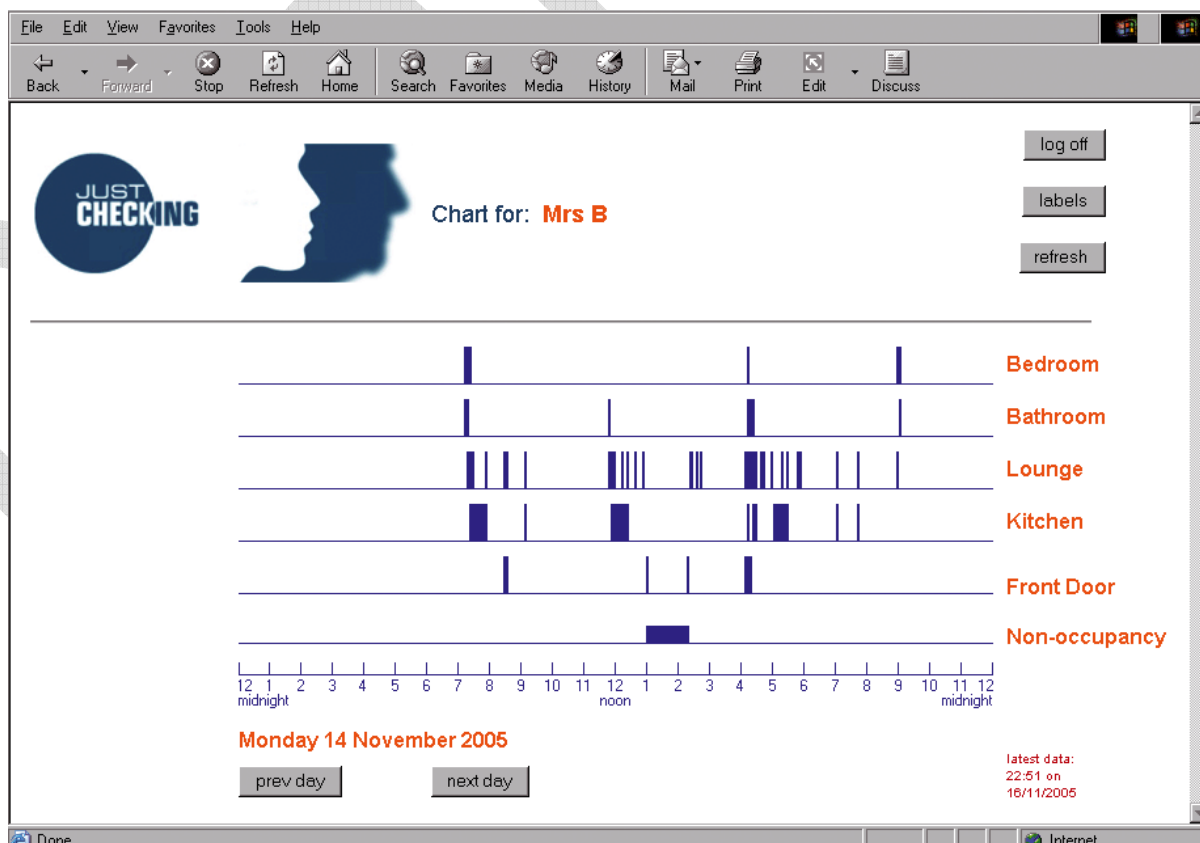 File Edit View Favorites Tools Help
Back Forward Stop Refresh Home Search Favorites Media History Mail Print Edit Discuss
JUST
CHECKING
Chart for: Mrs B
log off
labels
refresh
Bedroom
Bathroom
Lounge
Kitchen
Front Door
Non-occupancy
12 1 2 3 4 5 6 7 8 9 10 11 12 1 2 3 4 5 6 7 8 9 10 11 12
midnight noon midnight
Monday 14 November 2005
prev day next day
latest data:
22:51 on
16/11/2005
Done Internet